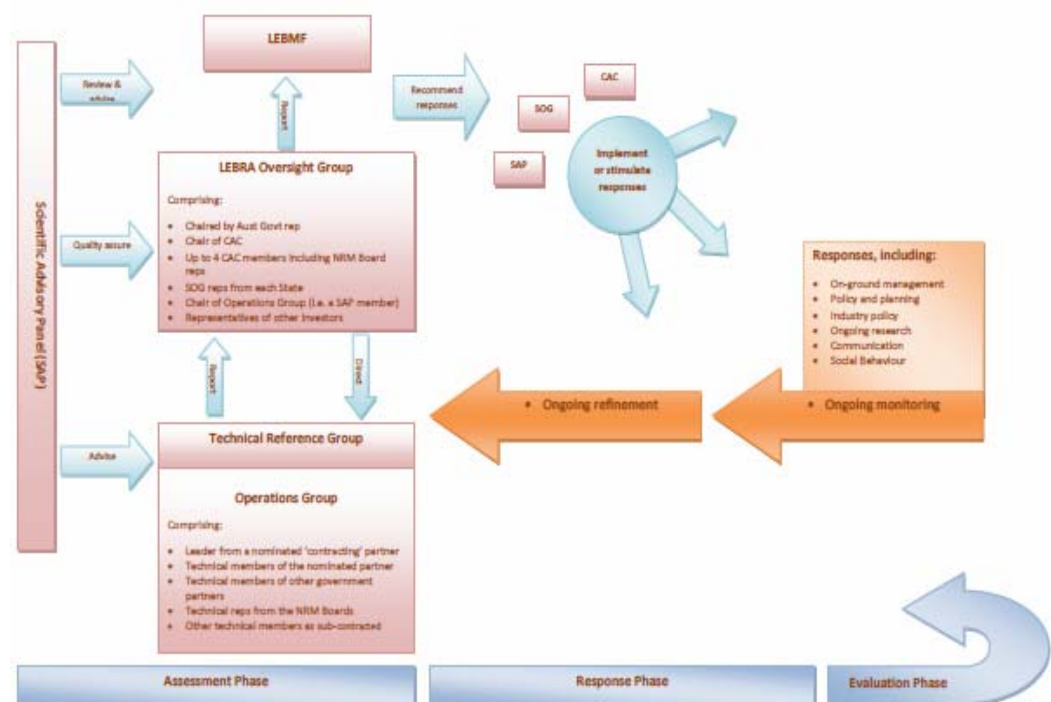 LEBMF
Review &
advise
Report
Recommend
responses
CAC
SOG
SAP
Implement
or stimulate
responses
Scientific Advisory Panel (SAP)
LEBRA Oversight Group
Comprising:
• Chaired by Aust Govt rep
• Chair of CAC
• Up to 4 CAC members including NRM Board
reps
• SOG reps from each State
• Chair of Operations Group (i.e. a SAP member)
• Representatives of other investors
Quality assure
Report
Direct
Responses, including:
• On-ground management
• Policy and planning
• Industry policy
• Ongoing research
• Communication
• Social Behaviour
• Ongoing refinement
• Ongoing monitoring
Advise
Technical Reference Group
Operations Group
Comprising:
• Leader from a nominated 'contracting' partner
• Technical members of the nominated partner
• Technical members of other government
partners
• Technical reps from the NRM Boards
• Other technical members as sub-contracted
Assessment Phase
Response Phase
Evaluation Phase